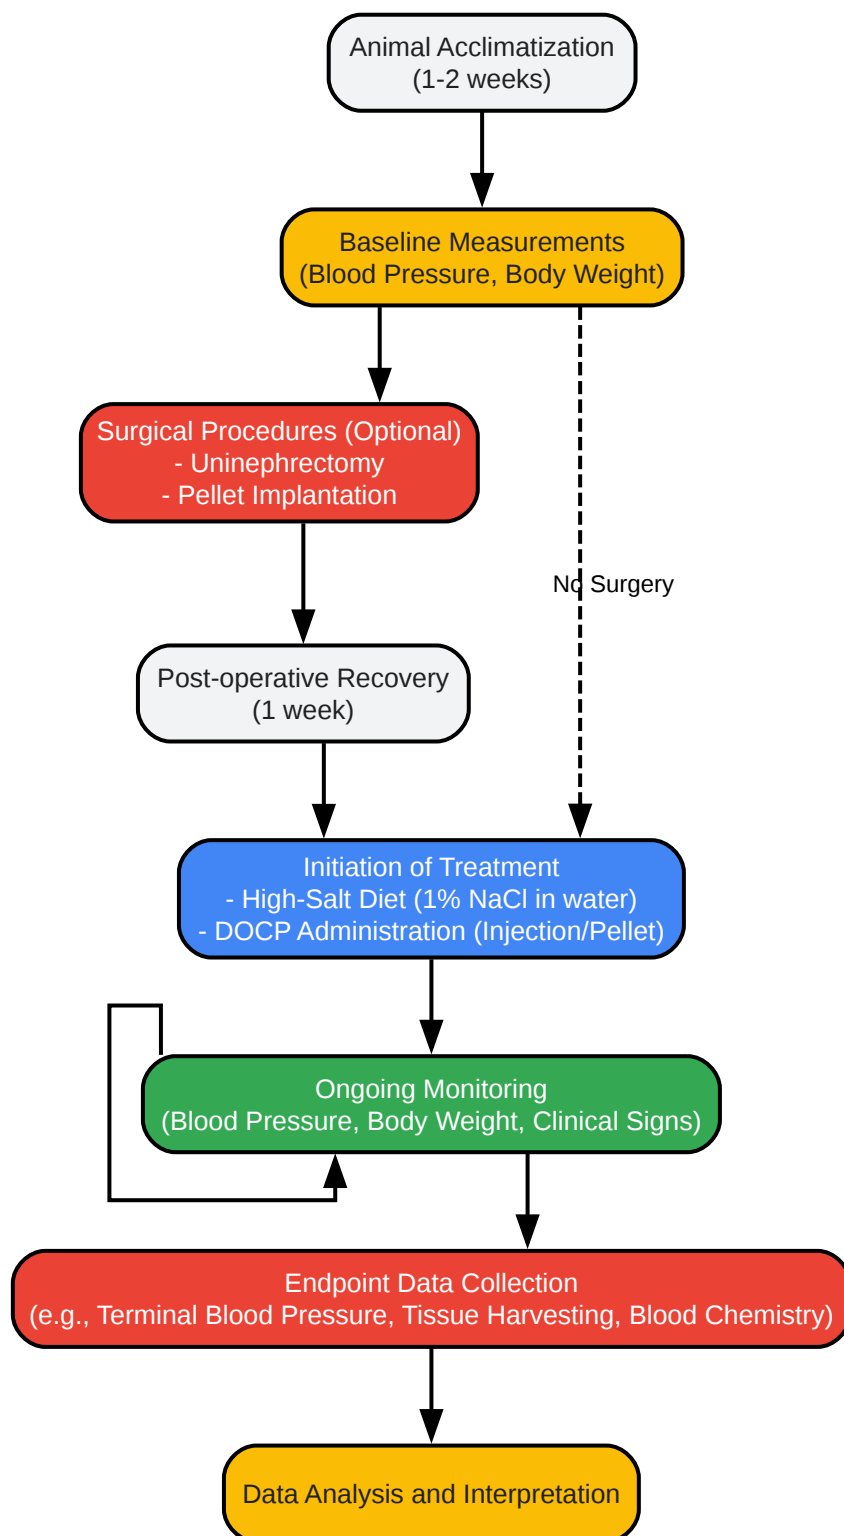 Animal Acclimatization
(1-2 weeks)
Baseline Measurements
(Blood Pressure, Body Weight)
Surgical Procedures (Optional)
- Uninephrectomy
- Pellet Implantation
No Surgery
Post-operative Recovery
(1 week)
Initiation of Treatment
- High-Salt Diet (1% NaCl in water)
- DOCP Administration (Injection/Pellet)
Ongoing Monitoring
(Blood Pressure, Body Weight, Clinical Signs)
Endpoint Data Collection
(e.g., Terminal Blood Pressure, Tissue Harvesting, Blood Chemistry)
Data Analysis and Interpretation